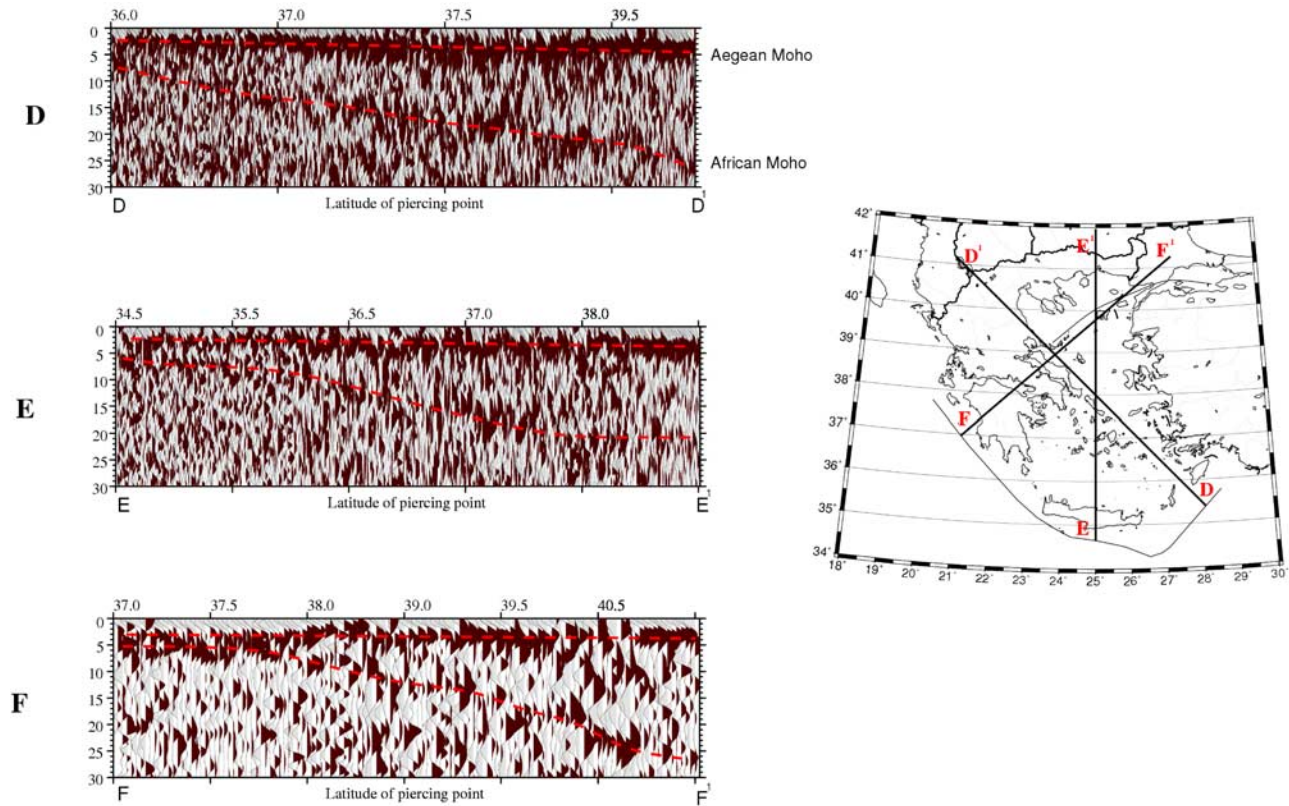 36.0 37.0 37.5 39.5
0
5
10
15
20
25
30
Aegean Moho
African Moho
D
D Latitude of piercing point D1
34.5 35.5 36.5 37.0 38.0
0
5
10
15
20
25
30
E
E Latitude of piercing point E1
37.0 37.5 38.0 39.0 39.5 40.5
0
5
10
15
20
25
30
F
F Latitude of piercing point F1
42°
41°
40°
39°
38°
37°
36°
35°
34°
18° 19° 20° 21° 22° 23° 24° 25° 26° 27° 28° 29° 30°
D1 E1 F1
F
D
E